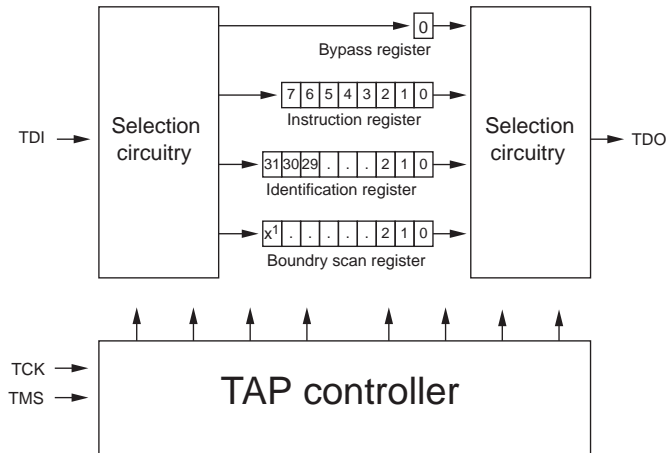 0
Bypass register
7 6 5 4 3 2 1 0
Instruction register
TDI
Selection
circuitry
Selection
circuitry
TDO
31 30 29 . . . 2 1 0
Identification register
x1 . . . . . 2 1 0
Boundry scan register
TCK
TMS
TAP controller